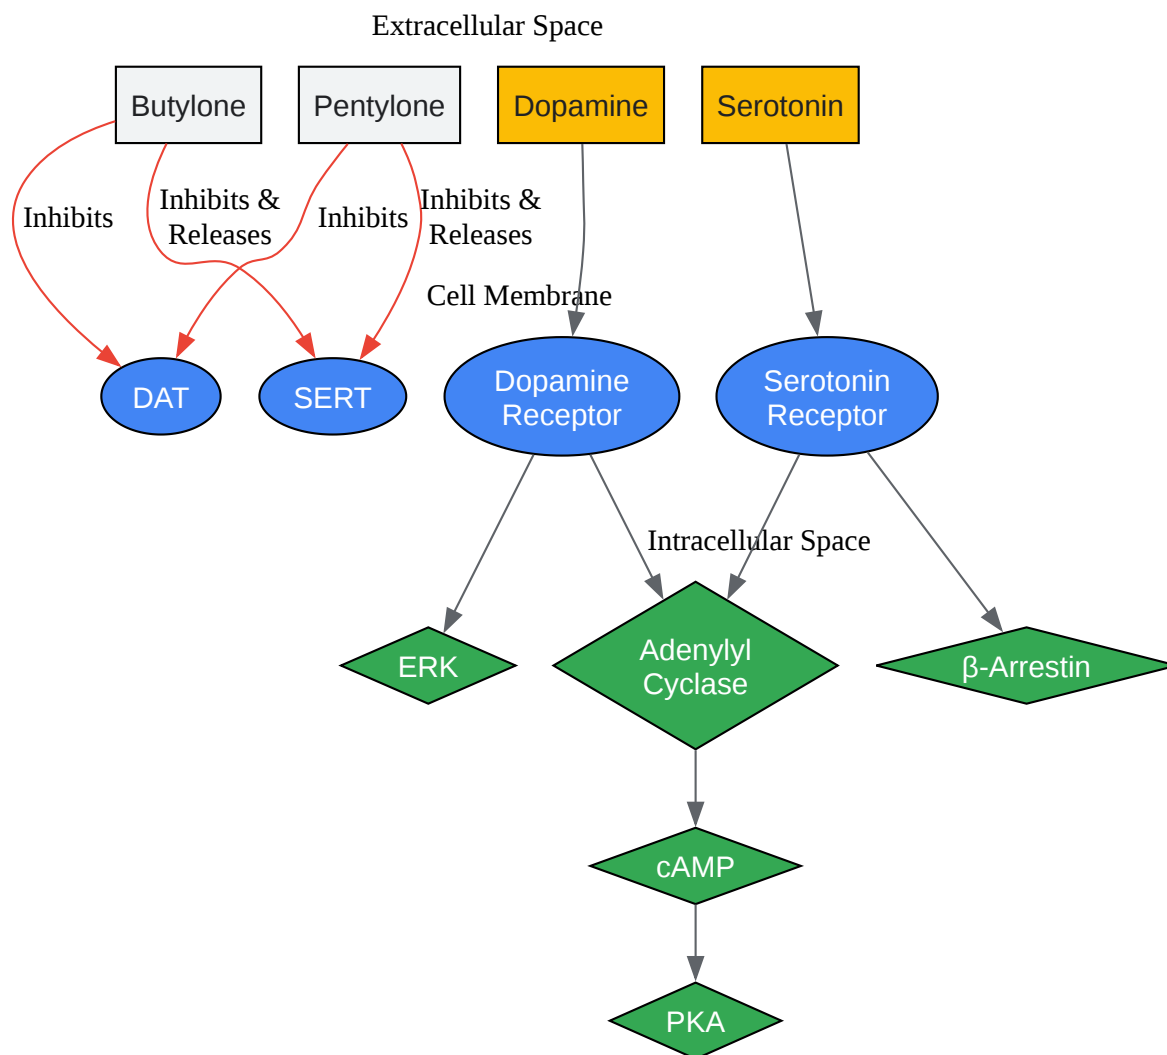 Extracellular Space
Butylone
Pentylone
Dopamine
Serotonin
Inhibits
Inhibits &
Releases
Inhibits
Inhibits &
Releases
Cell Membrane
DAT
SERT
Dopamine
Receptor
Serotonin
Receptor
Intracellular Space
ERK
Adenylyl
Cyclase
β-Arrestin
cAMP
PKA